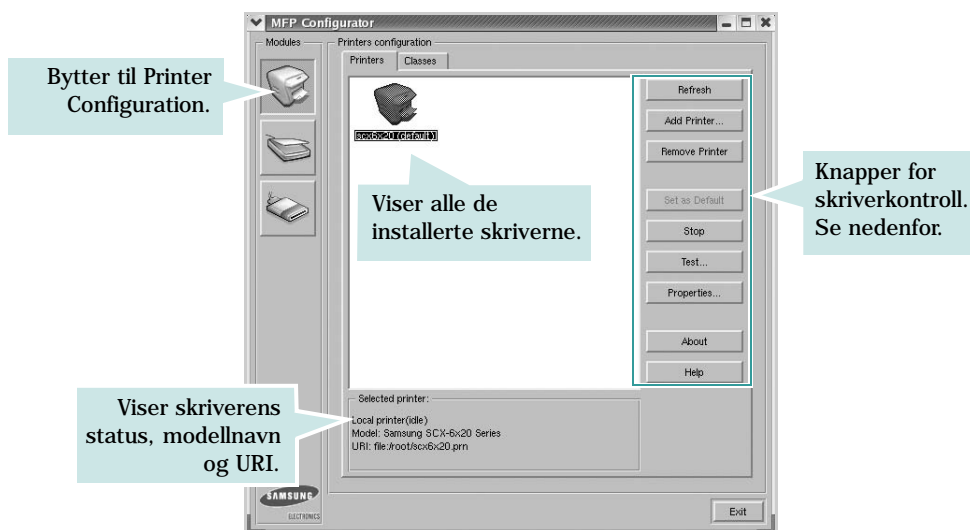 MFP Configurator
Modules
Printers configuration
Printers
Classes
Bytter til Printer
Configuration.
scx6x20 (default)
Viser alle de
installerte skriverne.
Refresh
Add Printer...
Remove Printer
Set as Default
Stop
Test...
Properties...
About
Help
Knapper for
skriverkontroll.
Se nedenfor.
Selected printer:
Local printer(idle)
Model: Samsung SCX-6x20 Series
URI: file:/root/scx6x20.prn
Viser skriverens
status, modellnavn
og URI.
SAMSUNG
ELECTRONICS
Exit